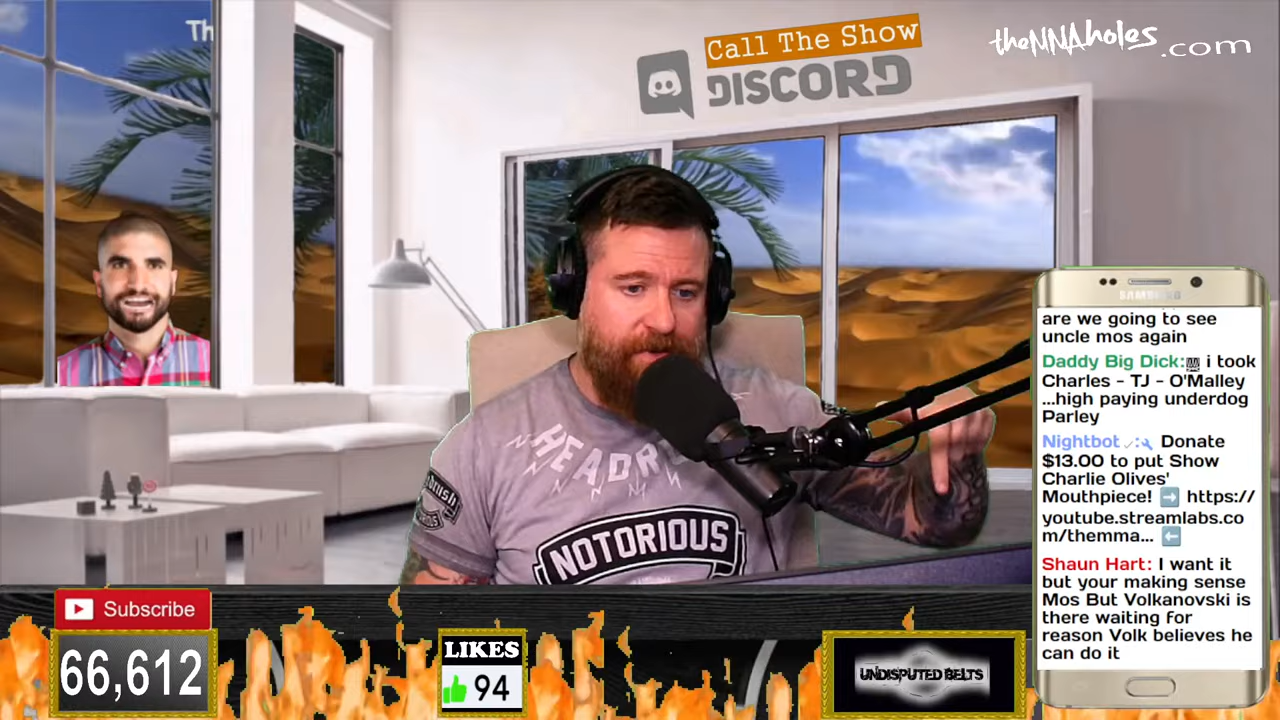 Th
Call The Show
DISCORD
theMMAholes.com
SAMSUNG
are we going to see
uncle mos again
Daddy Big Dick: i took
Charles - TJ - O'Malley
...high paying underdog
Parley
Nightbot: Donate
$13.00 to put Show
Charlie Olives'
Mouthpiece! ➡ https://
youtube.streamlabs.co
m/themma... ⬅
Shaun Hart: I want it
but your making sense
Mos But Volkanovski is
there waiting for
reason Volk believes he
can do it
HEADR
NOTORIOUS
Subscribe
66,612
LIKES
94
UNDISPUTED BELTS